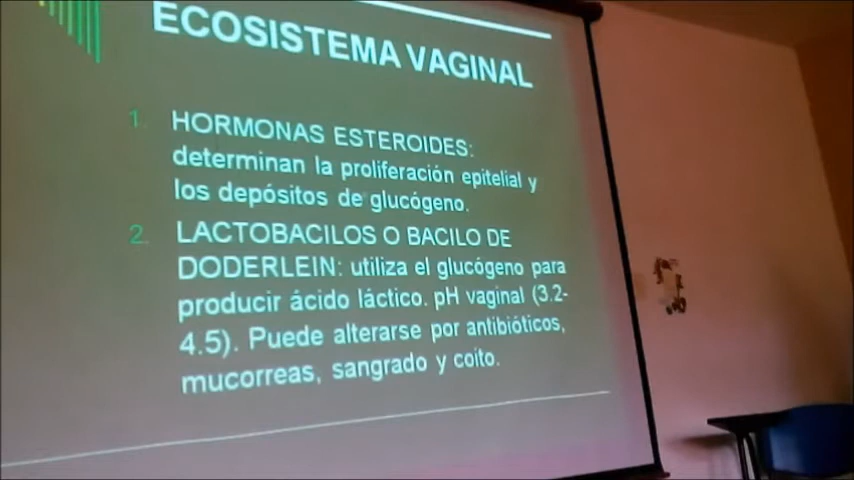 ECOSISTEMA VAGINAL
1. HORMONAS ESTEROIDES:
determinan la proliferación epitelial y
los depósitos de glucógeno.
2. LACTOBACILOS O BACILO DE
DODERLEIN: utiliza el glucógeno para
producir ácido láctico. pH vaginal (3.2-
4.5). Puede alterarse por antibióticos,
mucorreas, sangrado y coito.